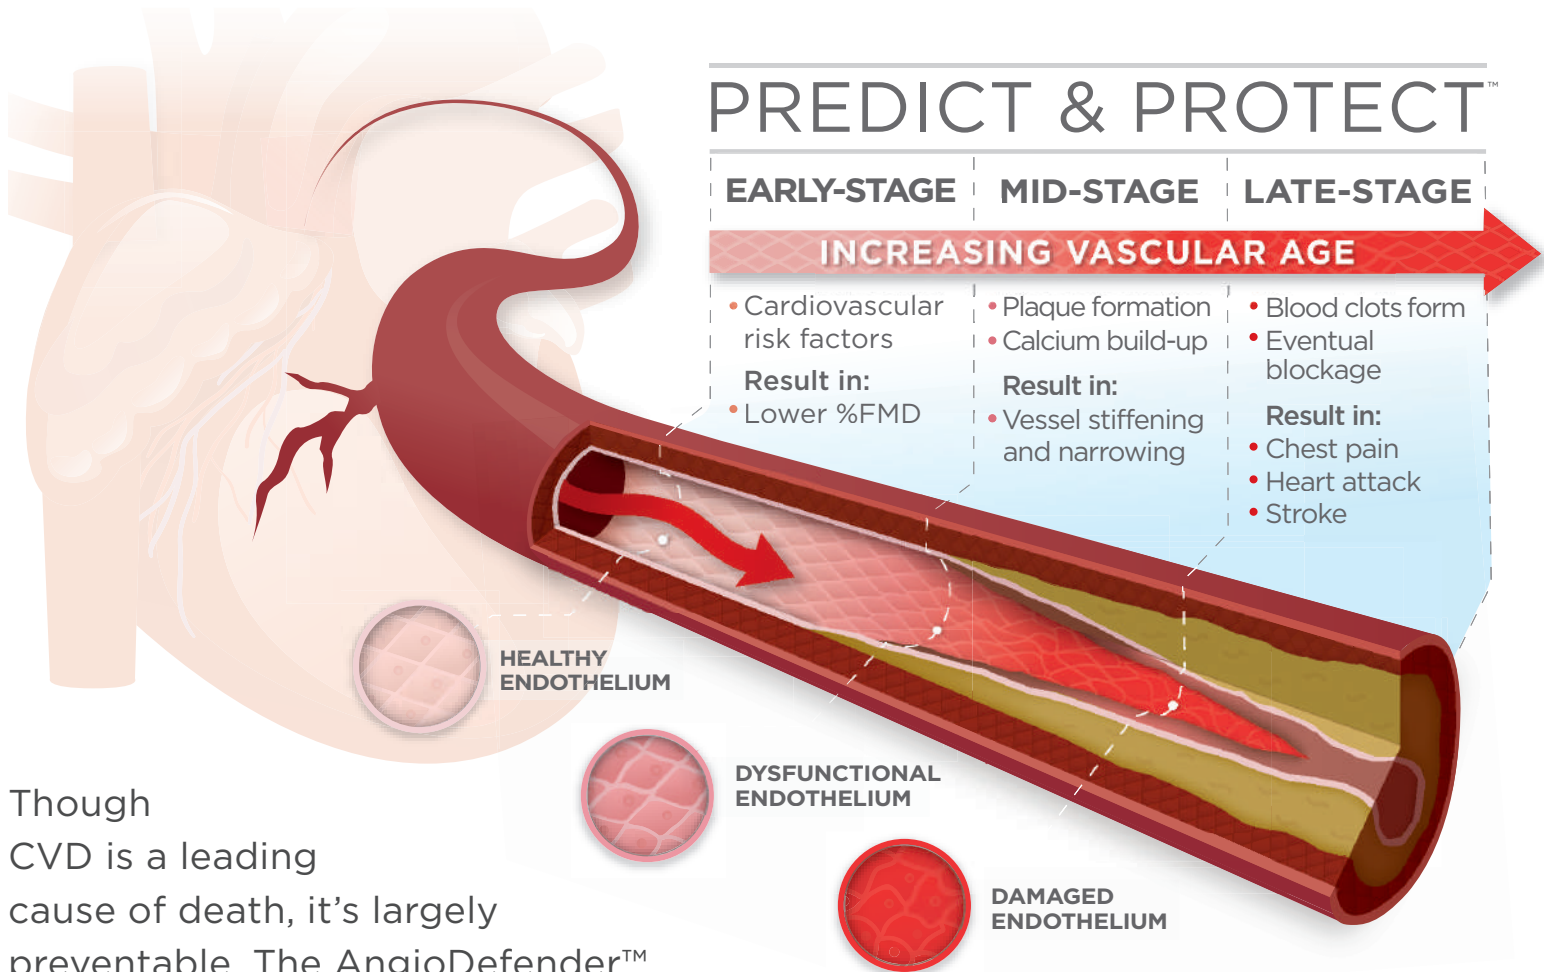 PREDICT & PROTECT™
EARLY-STAGE
MID-STAGE
LATE-STAGE
INCREASING VASCULAR AGE
• Cardiovascular
risk factors
Result in:
• Lower %FMD
• Plaque formation
• Calcium build-up
Result in:
• Vessel stiffening
and narrowing
• Blood clots form
• Eventual
blockage
Result in:
• Chest pain
• Heart attack
• Stroke
HEALTHY
ENDOTHELIUM
DYSFUNCTIONAL
ENDOTHELIUM
DAMAGED
ENDOTHELIUM
Though
CVD is a leading
cause of death, it’s largely
preventable. The AngioDefender™